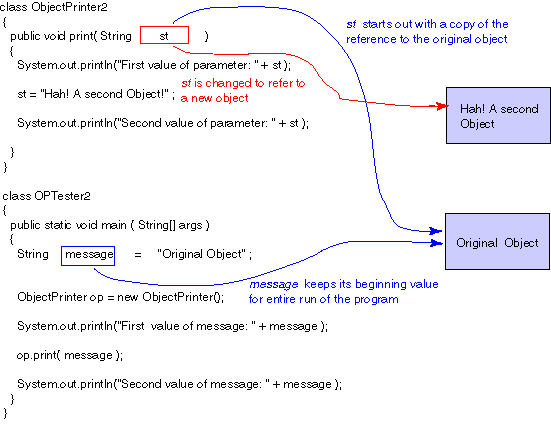 class ObjectPrinter2
{
public void print( String st )
{
System.out.println("First value of parameter: " + st );
st = "Hah! A second Object!" ;
System.out.println("Second value of parameter: " + st );
}
}
class OPTester2
{
public static void main ( String[] args )
{
String message = "Original Object" ;
ObjectPrinter op = new ObjectPrinter();
System.out.println("First value of message: " + message );
op.print( message );
System.out.println("Second value of message: " + message );
}
}
st starts out with a copy of the
reference to the original object
st is changed to refer to
a new object
Hah! A second
Object
Original Object
message keeps its beginning value
for entire run of the program